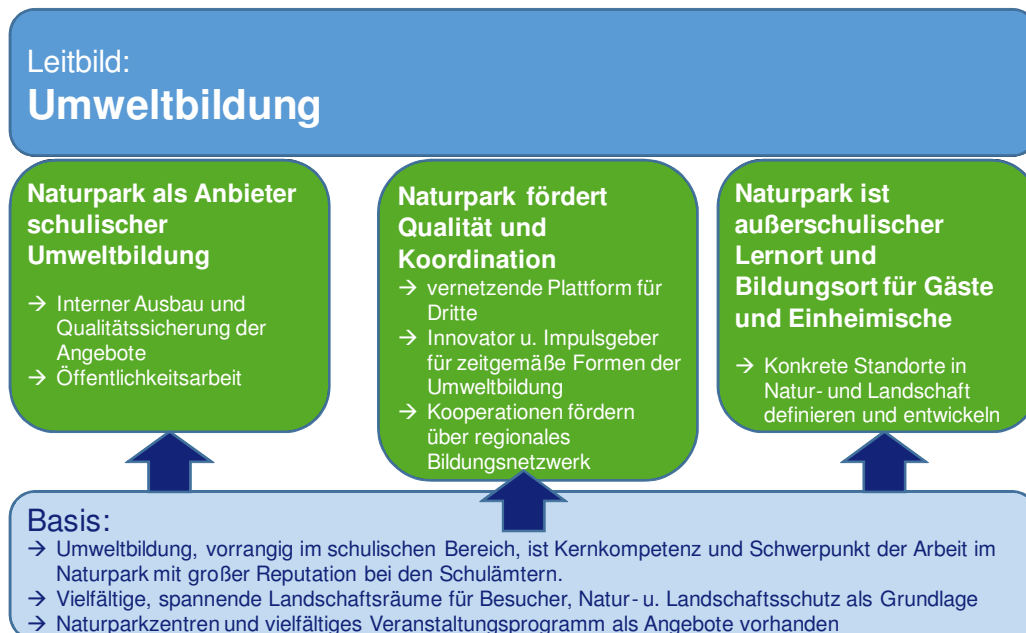 Leitbild:
Umweltbildung
Naturpark als Anbieter
schulischer
Umweltbildung
→ Interner Ausbau und
Qualitätssicherung der
Angebote
→ Öffentlichkeitsarbeit
Naturpark fördert
Qualität und
Koordination
→ vernetzende Plattform für
Dritte
→ Innovator u. Impulsgeber
für zeitgemäße Formen der
Umweltbildung
→ Kooperationen fördern
über regionales
Bildungsnetzwerk
Naturpark ist
außerschulischer
Lernort und
Bildungsort für Gäste
und Einheimische
→ Konkrete Standorte in
Natur- und Landschaft
definieren und entwickeln
Basis:
→ Umweltbildung, vorrangig im schulischen Bereich, ist Kernkompetenz und Schwerpunkt der Arbeit im
Naturpark mit großer Reputation bei den Schulämtern.
→ Vielfältige, spannende Landschaftsräume für Besucher, Natur- u. Landschaftsschutz als Grundlage
→ Naturparkzentren und vielfältiges Veranstaltungsprogramm als Angebote vorhanden